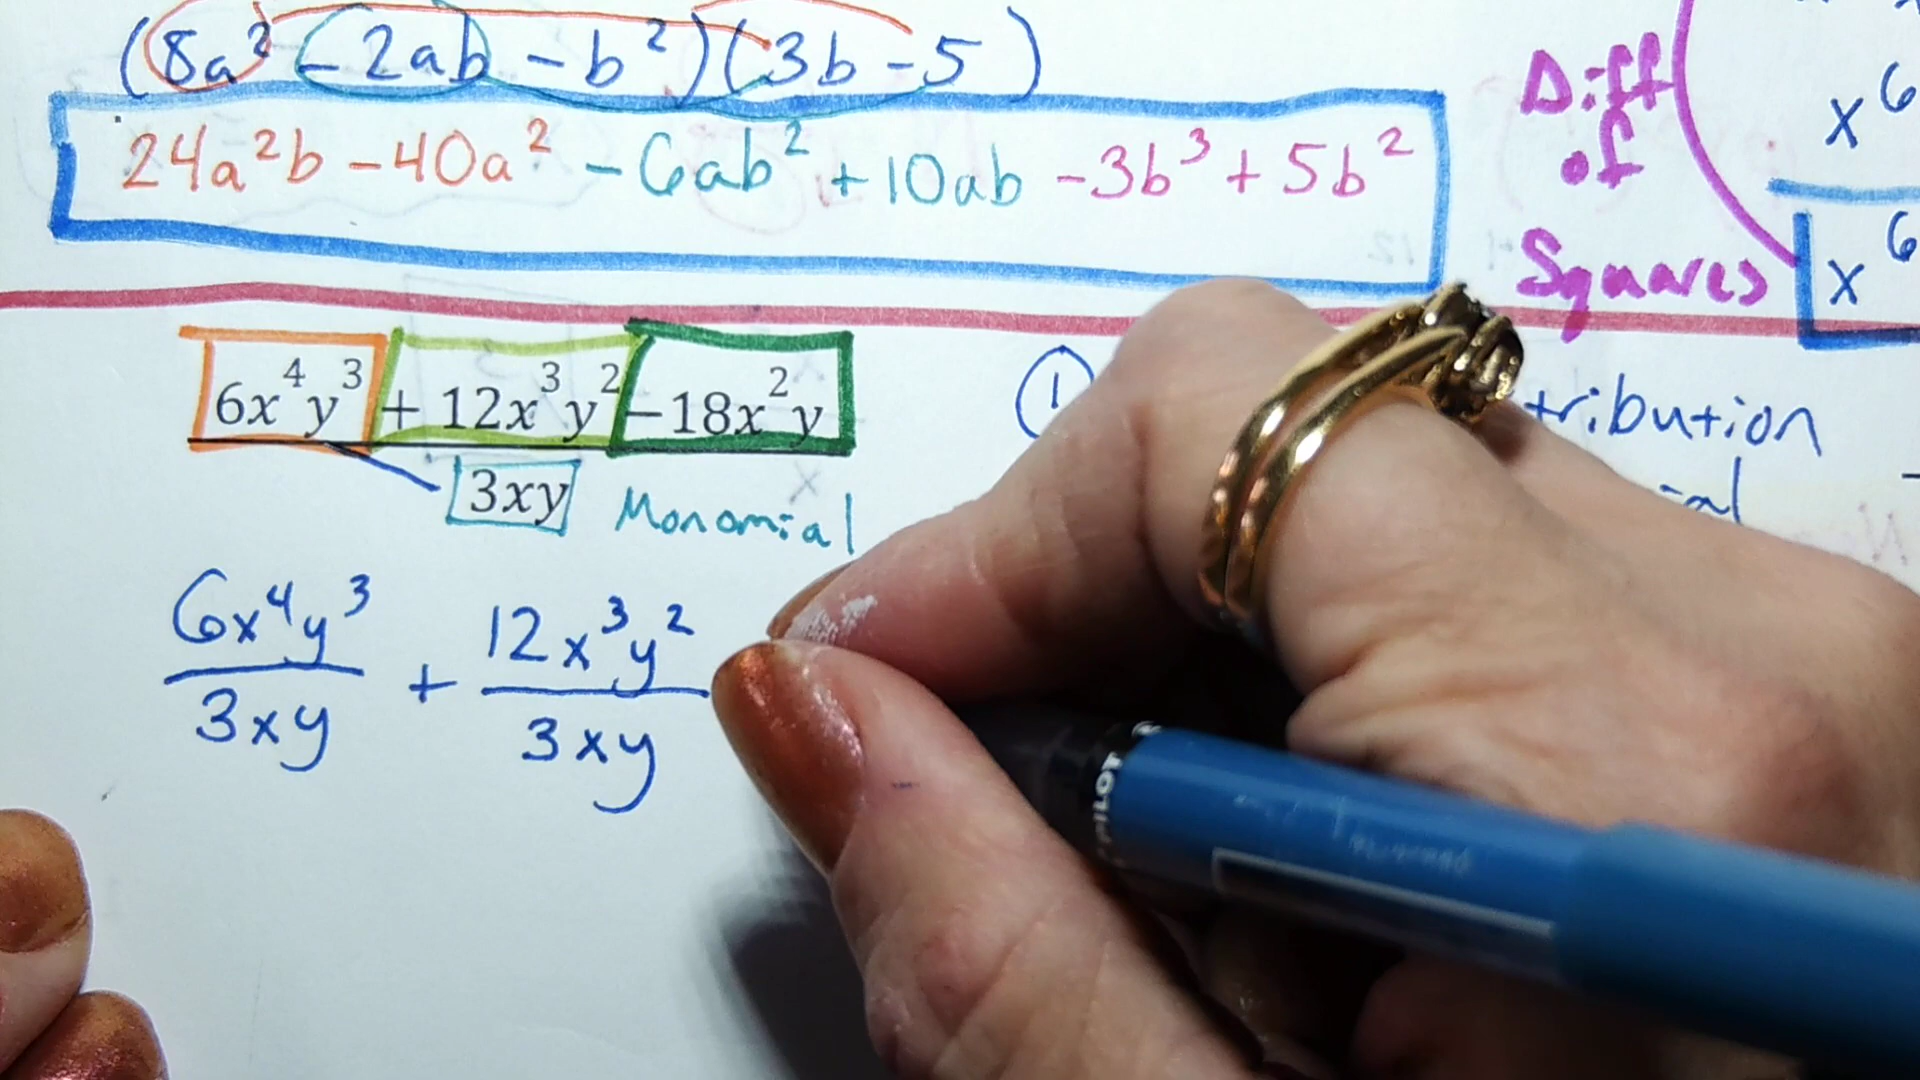 (8a² - 2ab - b²)(3b - 5)
24a²b - 40a² - 6ab² + 10ab - 3b³ + 5b²
Diff
of
Squares
x⁶
x⁶
6x⁴y³ + 12x³y² - 18x²y
3xy
Monomial
①
6x⁴y³ + 12x³y²
3xy 3xy
PILOT